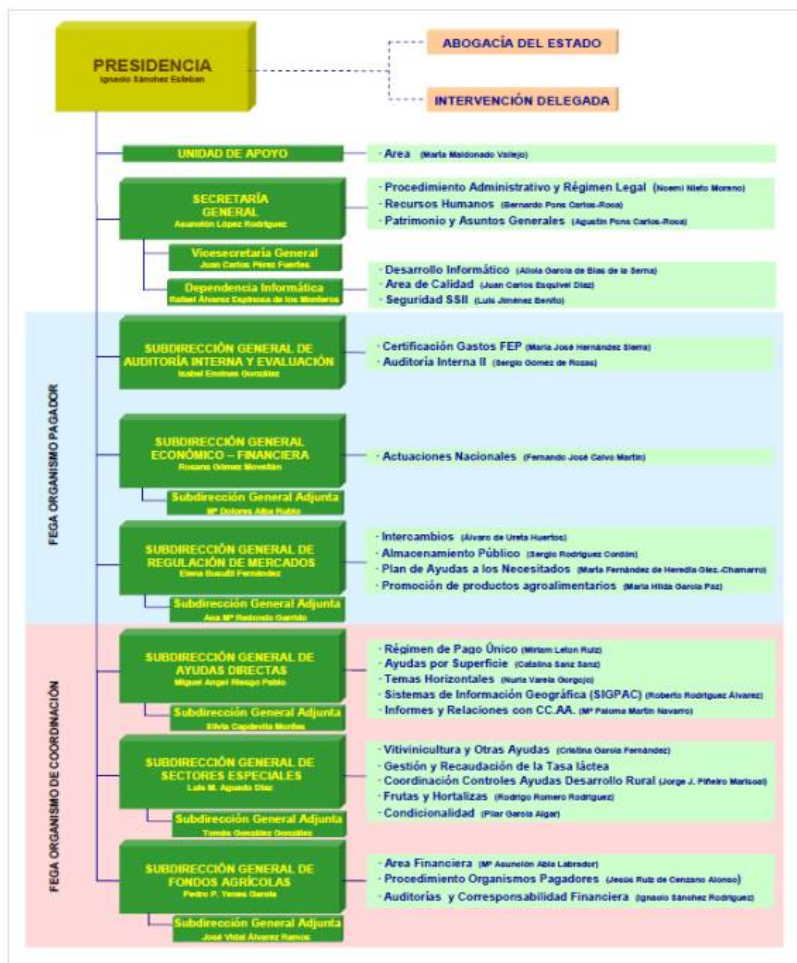 PRESIDENCIA
Ignacio Sánchez Esteban
ABOGACÍA DEL ESTADO
INTERVENCIÓN DELEGADA
UNIDAD DE APOYO
· Area (Marta Maldonado Vallejo)
SECRETARÍA
GENERAL
Asunción López Rodríguez
· Procedimiento Administrativo y Régimen Legal (Noemí Nieto Moreno)
· Recursos Humanos (Bernardo Pons Carlos-Roca)
· Patrimonio y Asuntos Generales (Agustín Pons Carlos-Roca)
Vicesecretaría General
Juan Carlos Pérez Fuertes
Dependencia Informática
Rafael Álvarez Espinosa de los Monteros
· Desarrollo Informático (Alicia García de Blas de la Serna)
· Area de Calidad (Juan Carlos Esquivel Díaz)
· Seguridad SSII (Luis Jiménez Benito)
FEGA ORGANISMO PAGADOR
SUBDIRECCIÓN GENERAL DE
AUDITORÍA INTERNA Y EVALUACIÓN
Isabel Encinas González
· Certificación Gastos FEP (María José Hernández Sierra)
· Auditoría Interna II (Sergio Gómez de Rozas)
SUBDIRECCIÓN GENERAL
ECONÓMICO – FINANCIERA
Rosana Gómez Movellán
· Actuaciones Nacionales (Fernando José Calvo Martín)
Subdirección General Adjunta
Mª Dolores Alba Rubio
SUBDIRECCIÓN GENERAL DE
REGULACIÓN DE MERCADOS
Elena Busutil Fernández
· Intercambios (Álvaro de Ureta Huertos)
· Almacenamiento Público (Sergio Rodríguez Cordón)
· Plan de Ayudas a los Necesitados (Marta Fernández de Heredia Glez.-Chamarro)
· Promoción de productos agroalimentarios (María Hilda García Paz)
Subdirección General Adjunta
Ana Mª Redondo Garrido
FEGA ORGANISMO DE COORDINACIÓN
SUBDIRECCIÓN GENERAL DE
AYUDAS DIRECTAS
Miguel Angel Riesgo Pablo
· Régimen de Pago Único (Miriam Leton Ruiz)
· Ayudas por Superficie (Catalina Sanz Sanz)
· Temas Horizontales (Nuria Varela Gorgojo)
· Sistemas de Información Geográfica (SIGPAC) (Roberto Rodríguez Álvarez)
· Informes y Relaciones con CC.AA. (Mª Paloma Martín Navarro)
Subdirección General Adjunta
Silvia Capdevila Montes
SUBDIRECCIÓN GENERAL DE
SECTORES ESPECIALES
Luis M. Aguado Díaz
· Vitivinicultura y Otras Ayudas (Cristina García Fernández)
· Gestión y Recaudación de la Tasa láctea
· Coordinación Controles Ayudas Desarrollo Rural (Jorge J. Piñeiro Mariscal)
· Frutas y Hortalizas (Rodrigo Romero Rodríguez)
· Condicionalidad (Pilar García Algar)
Subdirección General Adjunta
Tomás González González
SUBDIRECCIÓN GENERAL DE
FONDOS AGRÍCOLAS
Pedro P. Yenes García
· Area Financiera (Mª Asunción Abia Labrador)
· Procedimiento Organismos Pagadores (Jesús Ruiz de Cenzano Alonso)
· Auditorías y Corresponsabilidad Financiera (Ignacio Sánchez Rodríguez)
Subdirección General Adjunta
José Vidal Álvarez Ramos